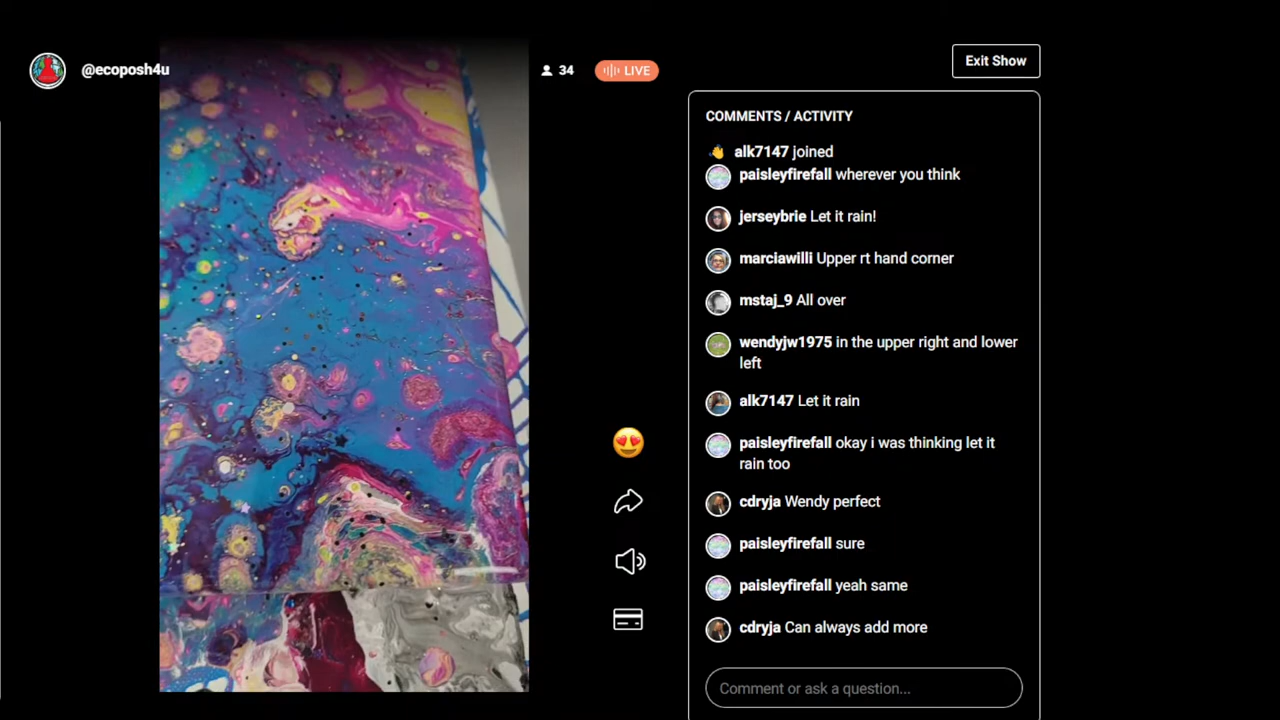 @ecoposh4u
34
LIVE
Exit Show
COMMENTS / ACTIVITY
alk7147 joined
paisleyfirefall wherever you think
jerseybrie Let it rain!
marciawilli Upper rt hand corner
mstaj_9 All over
wendyjw1975 in the upper right and lower
left
alk7147 Let it rain
paisleyfirefall okay i was thinking let it
rain too
cdryja Wendy perfect
paisleyfirefall sure
paisleyfirefall yeah same
cdryja Can always add more
Comment or ask a question...